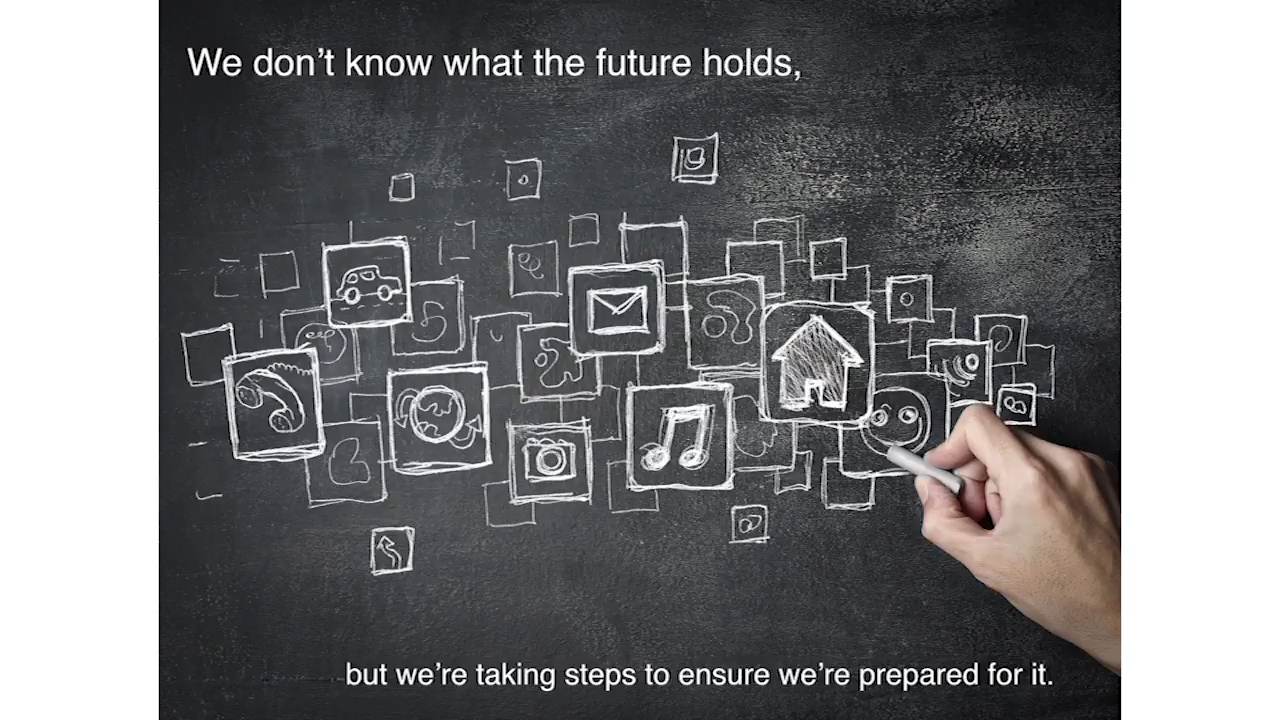 We don’t know what the future holds,
but we’re taking steps to ensure we’re prepared for it.